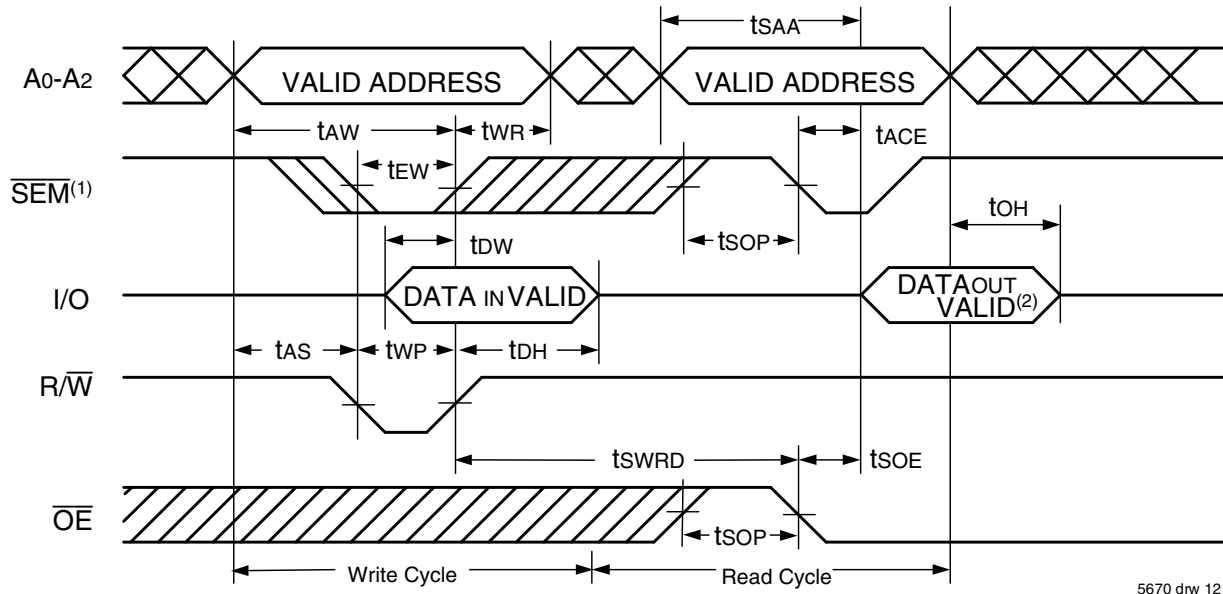 tSAA
A0-A2
VALID ADDRESS
VALID ADDRESS
tAW
tWR
tACE
tEW
SEM(1)
tOH
tSOP
tDW
I/O
DATA IN VALID
DATAOUT
VALID(2)
tAS
tWP
tDH
R/W
tSWRD
tSOE
OE
tSOP
Write Cycle
Read Cycle
5670 drw 12